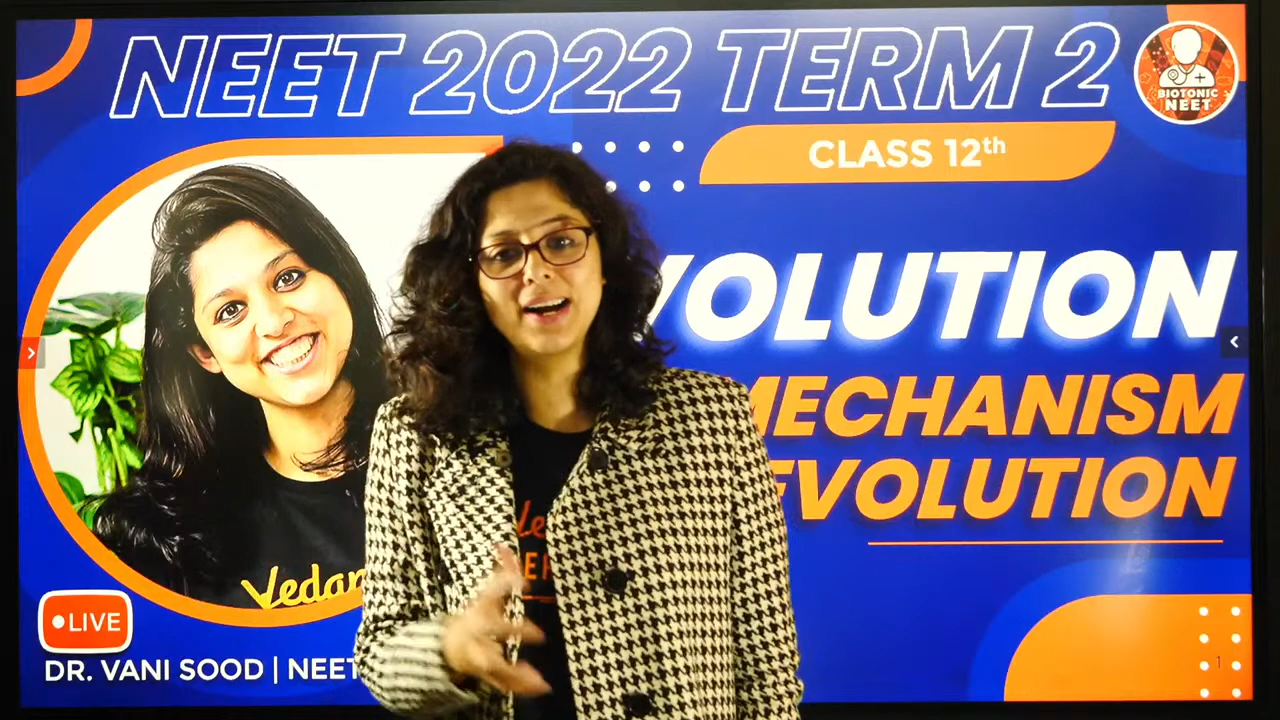 NEET 2022 TERM 2
BIOTONIC
NEET
CLASS 12th
VOLUTION
MECHANISM
EVOLUTION
Vedan
LIVE
DR. VANI SOOD | NEET
1